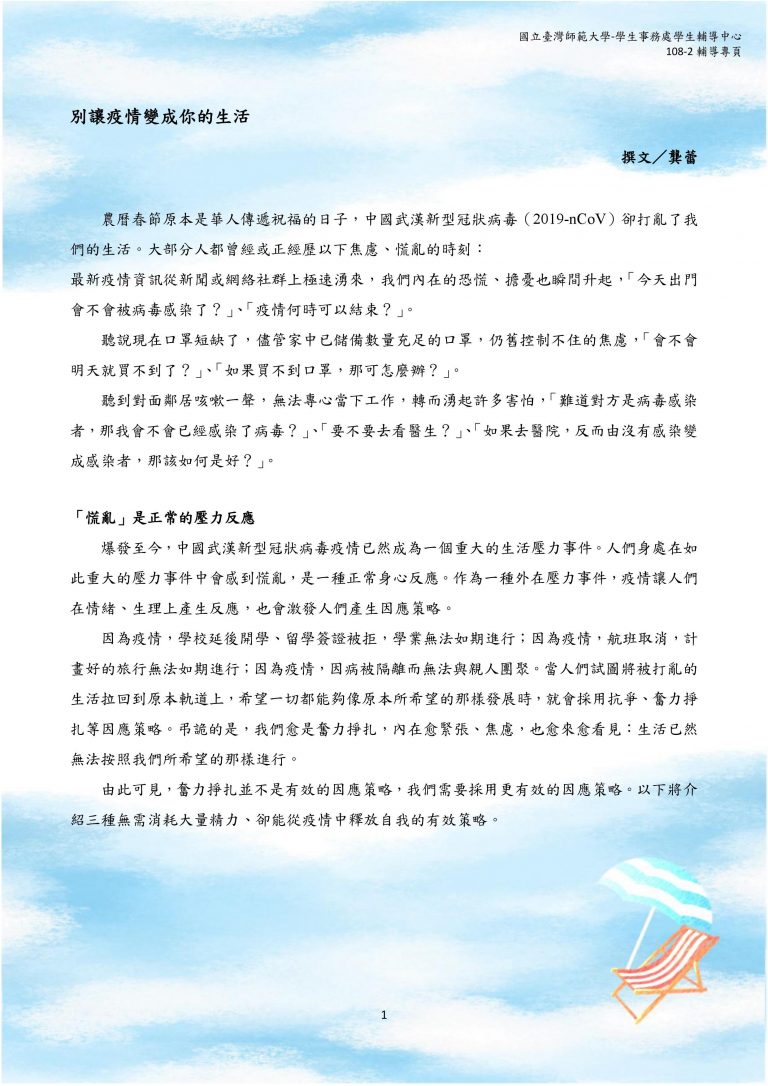 國立臺灣師範大學-學生事務處學生輔導中心
108-2 輔導專頁
別讓疫情變成你的生活
撰文／龔蕾
農曆春節原本是華人傳遞祝福的日子，中國武漢新型冠狀病毒（2019-nCoV）卻打亂了我
們的生活。大部分人都曾經或正經歷以下焦慮、慌亂的時刻：
最新疫情資訊從新聞或網絡社群上極速湧來，我們內在的恐慌、擔憂也瞬間升起，「今天出門
會不會被病毒感染了？」、「疫情何時可以結束？」。
聽說現在口罩短缺了，儘管家中已儲備數量充足的口罩，仍舊控制不住的焦慮，「會不會
明天就買不到了？」、「如果買不到口罩，那可怎麼辦？」。
聽到對面鄰居咳嗽一聲，無法專心當下工作，轉而湧起許多害怕，「難道對方是病毒感染
者，那我會不會已經感染了病毒？」、「要不要去看醫生？」、「如果去醫院，反而由沒有感染變
成感染者，那該如何是好？」。
「慌亂」是正常的壓力反應
爆發至今，中國武漢新型冠狀病毒疫情已然成為一個重大的生活壓力事件。人們身處在如
此重大的壓力事件中會感到慌亂，是一種正常身心反應。作為一種外在壓力事件，疫情讓人們
在情緒、生理上產生反應，也會激發人們產生因應策略。
因為疫情，學校延後開學、留學簽證被拒，學業無法如期進行；因為疫情，航班取消，計
畫好的旅行無法如期進行；因為疫情，因病被隔離而無法與親人團聚。當人們試圖將被打亂的
生活拉回到原本軌道上，希望一切都能夠像原本所希望的那樣發展時，就會採用抗爭、奮力掙
扎等因應策略。弔詭的是，我們愈是奮力掙扎，內在愈緊張、焦慮，也愈來愈看見：生活已然
無法按照我們所希望的那樣進行。
由此可見，奮力掙扎並不是有效的因應策略，我們需要採用更有效的因應策略。以下將介
紹三種無需消耗大量精力、卻能從疫情中釋放自我的有效策略。
1